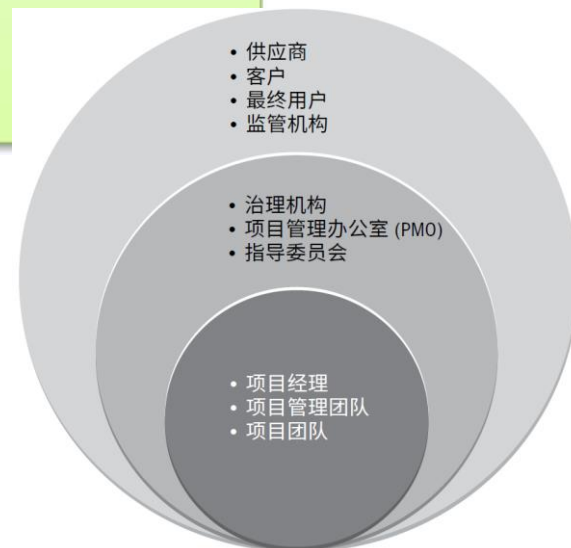 • 供应商
• 客户
• 最终用户
• 监管机构
• 治理机构
• 项目管理办公室 (PMO)
• 指导委员会
• 项目经理
• 项目管理团队
• 项目团队